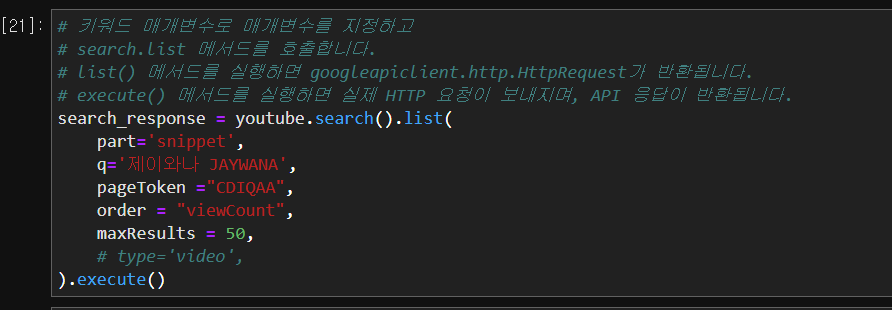 [21]:
# 키워드 매개변수로 매개변수를 지정하고
# search.list 메서드를 호출합니다.
# list() 메서드를 실행하면 googleapiclient.http.HttpRequest가 반환됩니다.
# execute() 메서드를 실행하면 실제 HTTP 요청이 보내지며, API 응답이 반환됩니다.
search_response = youtube.search().list(
    part='snippet',
    q='제이와나 JAYWANA',
    pageToken ="CDIQAA",
    order = "viewCount",
    maxResults = 50,
    # type='video',
).execute()